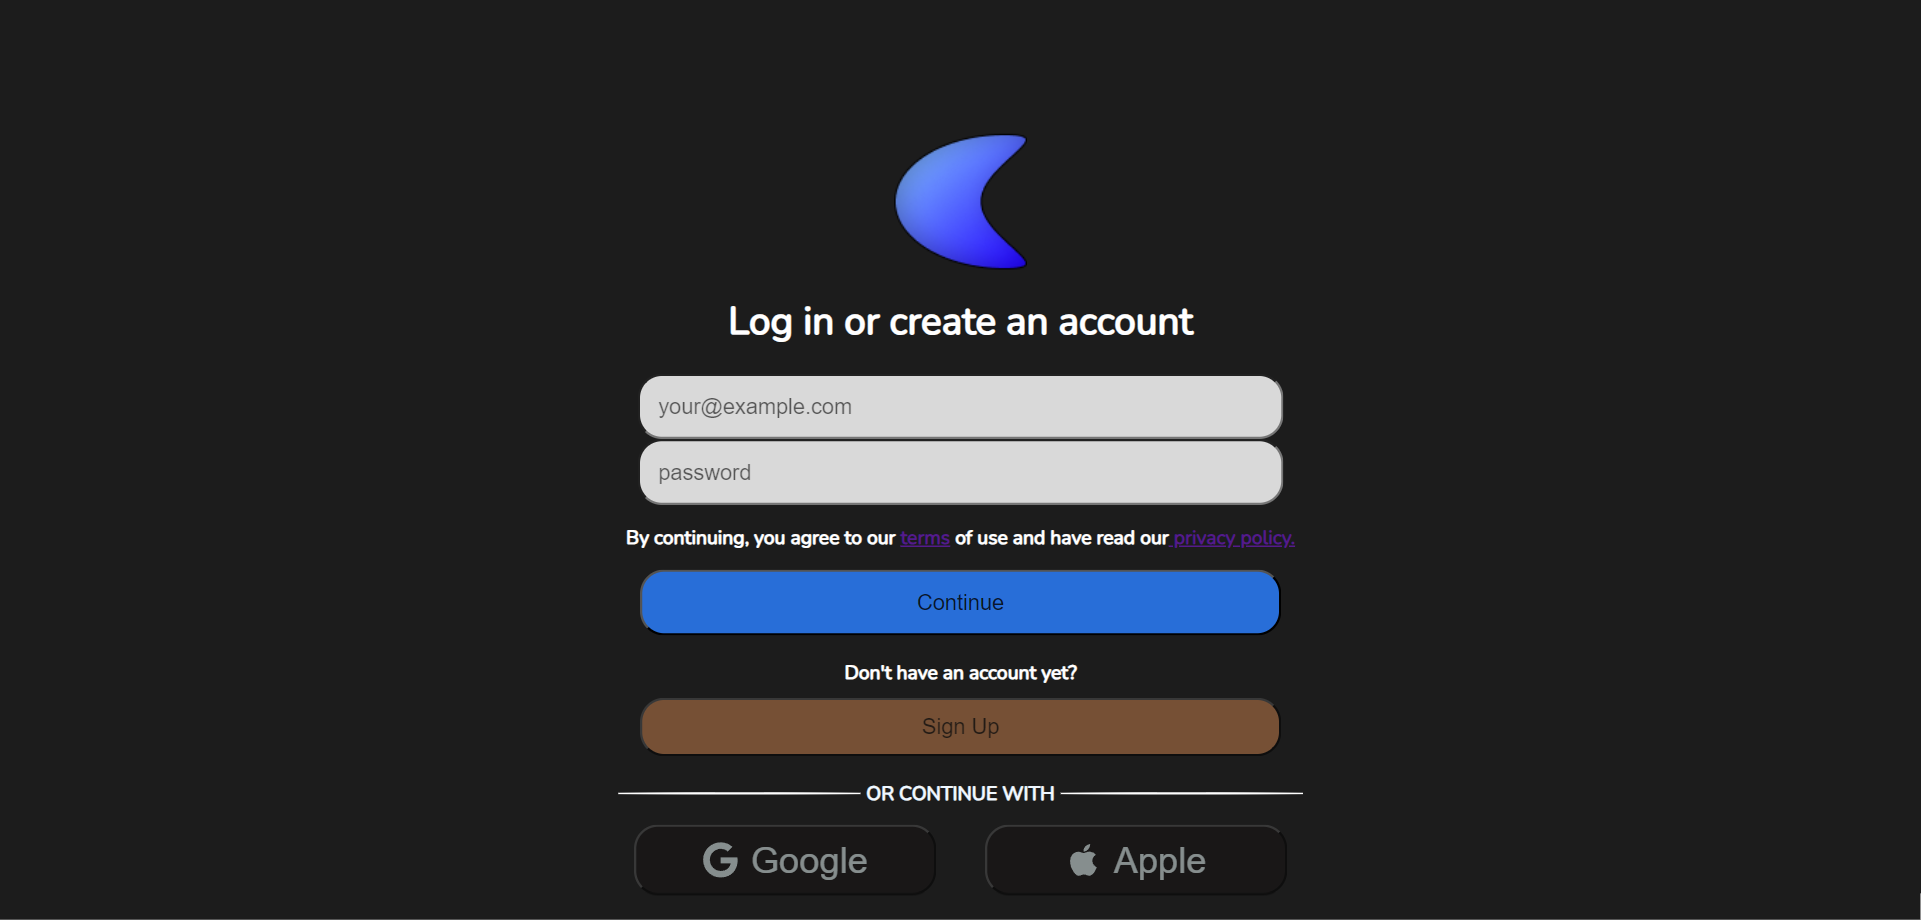 Log in or create an account
your@example.com
password
By continuing, you agree to our terms of use and have read our privacy policy.
Continue
Don't have an account yet?
Sign Up
OR CONTINUE WITH
Google
Apple